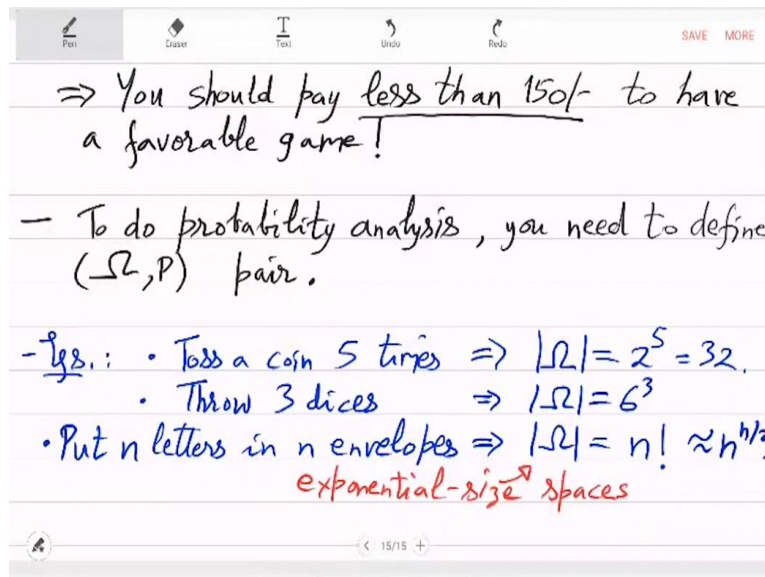 Pen Eraser Text Undo Redo SAVE MORE
⇒ You should pay less than 150/- to have
a favorable game!
— To do probability analysis, you need to define
(Ω, P) pair.
- Egs.: • Toss a coin 5 times ⇒ |Ω| = 2⁵ = 32.
• Throw 3 dices ⇒ |Ω| = 6³
• Put n letters in n envelopes ⇒ |Ω| = n! ≈ n^{n/2}
exponential-size spaces
15/15